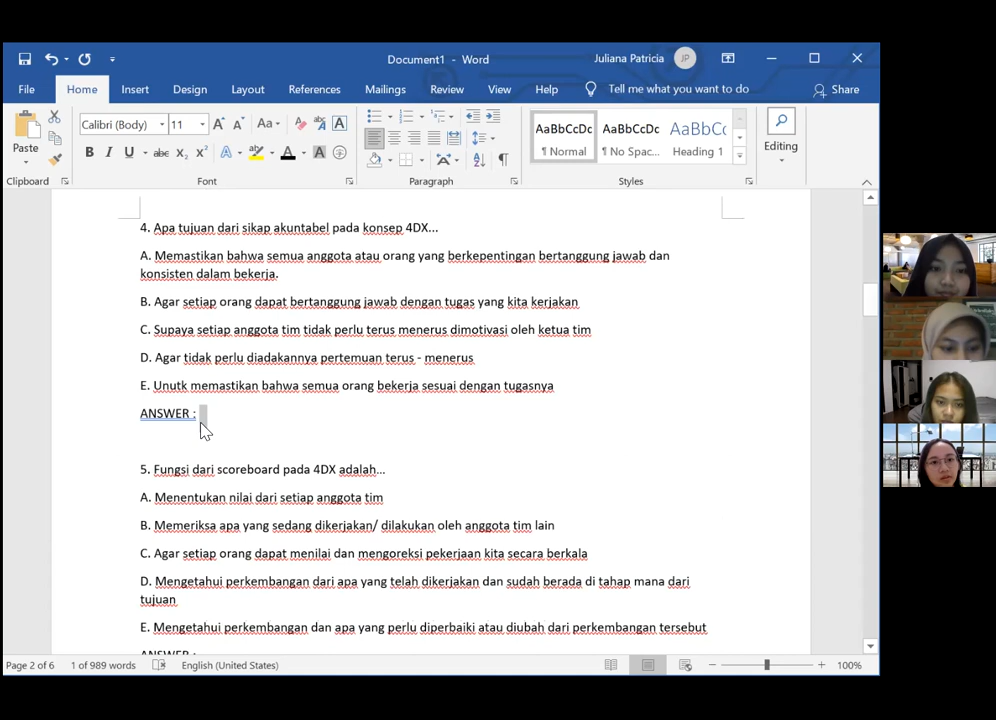 Document1 - Word
Juliana Patricia
JP
File
Home
Insert
Design
Layout
References
Mailings
Review
View
Help
Tell me what you want to do
Share
Paste
Calibri (Body)
11
Aa
B I U abc X₂ X²
A
A
A
AaBbCcDc AaBbCcDc AaBbCc
¶ Normal ¶ No Spac... Heading 1
Editing
Clipboard
Font
Paragraph
Styles
4. Apa tujuan dari sikap akuntabel pada konsep 4DX...
A. Memastikan bahwa semua anggota atau orang yang berkepentingan bertanggung jawab dan
konsisten dalam bekerja.
B. Agar setiap orang dapat bertanggung jawab dengan tugas yang kita kerjakan
C. Supaya setiap anggota tim tidak perlu terus menerus dimotivasi oleh ketua tim
D. Agar tidak perlu diadakannya pertemuan terus - menerus
E. Unutk memastikan bahwa semua orang bekerja sesuai dengan tugasnya
ANSWER :
5. Fungsi dari scoreboard pada 4DX adalah...
A. Menentukan nilai dari setiap anggota tim
B. Memeriksa apa yang sedang dikerjakan/ dilakukan oleh anggota tim lain
C. Agar setiap orang dapat menilai dan mengoreksi pekerjaan kita secara berkala
D. Mengetahui perkembangan dari apa yang telah dikerjakan dan sudah berada di tahap mana dari
tujuan
E. Mengetahui perkembangan dan apa yang perlu diperbaiki atau diubah dari perkembangan tersebut
ANSWER :
Page 2 of 6
1 of 989 words
English (United States)
100%